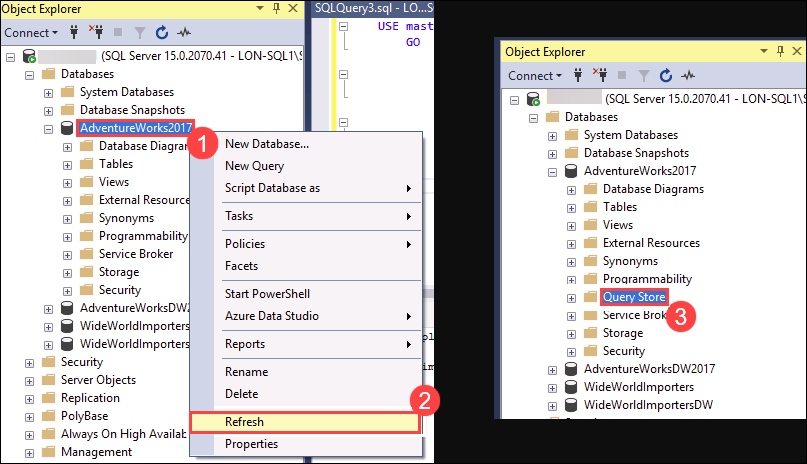 Object Explorer
Connect
(SQL Server 15.0.2070.41 - LON-SQL1\
Databases
System Databases
Database Snapshots
AdventureWorks2017
Database Diagra
Tables
Views
External Resource
Synonyms
Programmability
Service Broker
Storage
Security
AdventureWorksDW
WideWorldImporters
WideWorldImporters
Security
Server Objects
Replication
PolyBase
Always On High Availab
Management
1
SQLQuery3.sql - LO...S
USE mast
GO
New Database...
New Query
Script Database as
Tasks
Policies
Facets
Start PowerShell
Azure Data Studio
Reports
Rename
Delete
2
Refresh
Properties
Object Explorer
Connect
(SQL Server 15.0.2070.41 - LON-SQL1\S
Databases
System Databases
Database Snapshots
AdventureWorks2017
Database Diagrams
Tables
Views
External Resources
Synonyms
Programmability
Query Store
3
Service Brok
Storage
Security
AdventureWorksDW2017
WideWorldImporters
WideWorldImportersDW